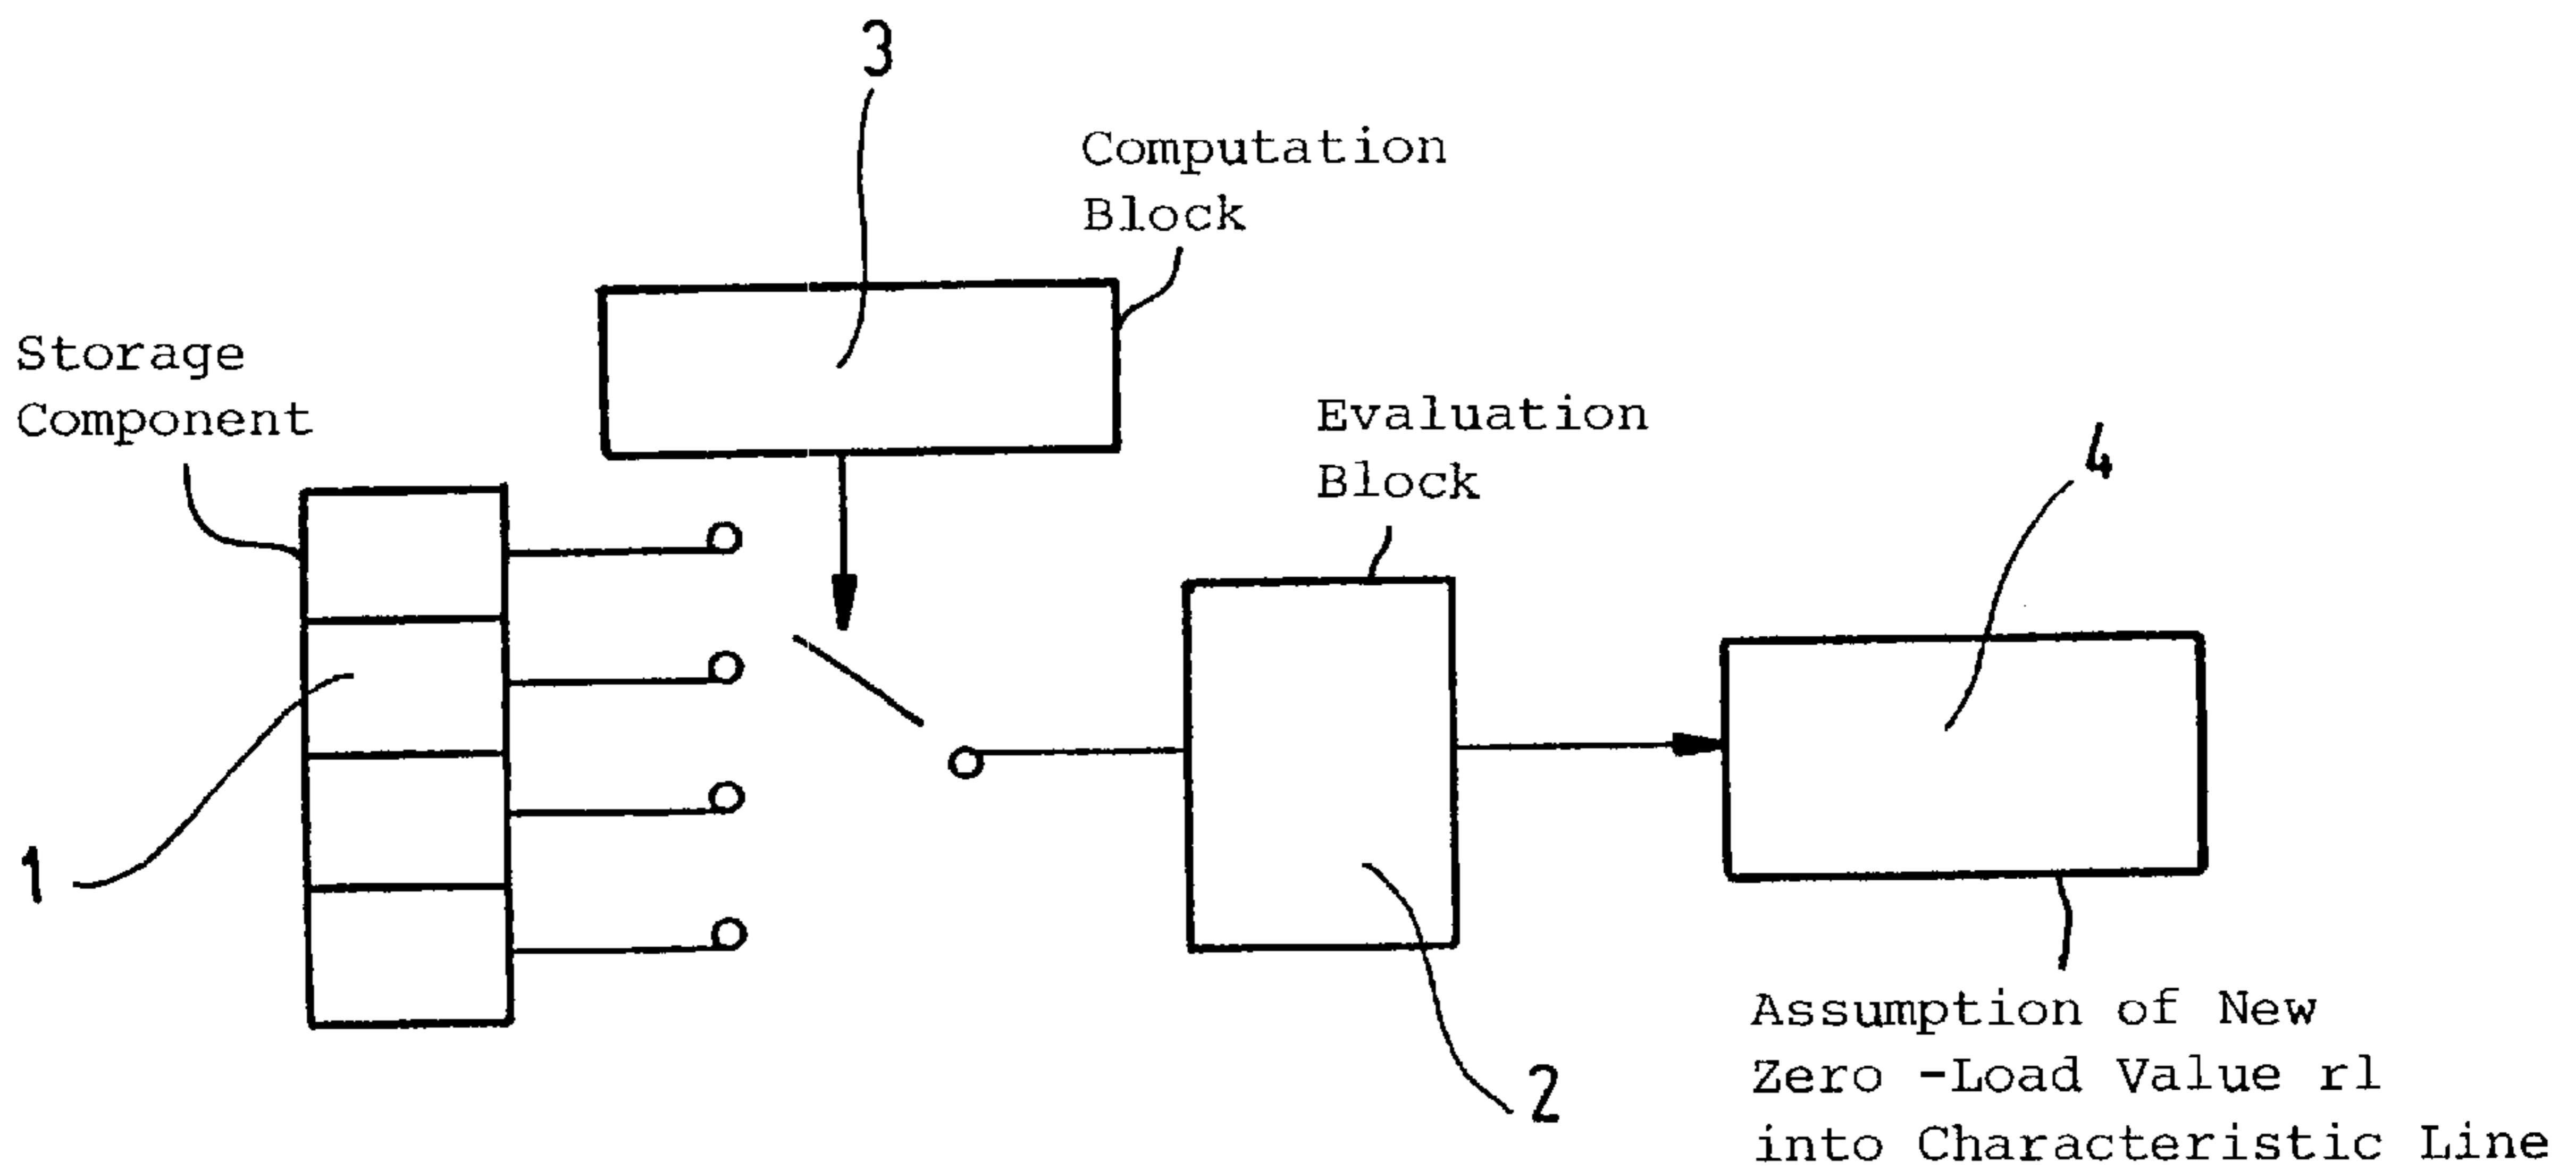 3
Computation
Block
Storage
Component
Evaluation
Block
4
1
2
Assumption of New
Zero -Load Value rl
into Characteristic Line